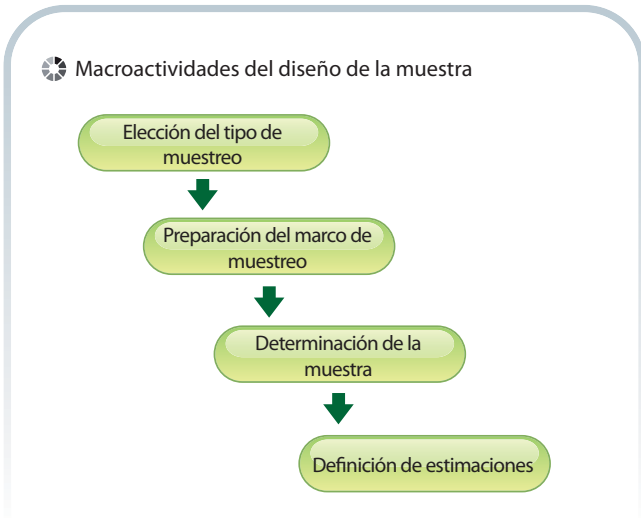 Macroactividades del diseño de la muestra
Elección del tipo de
muestreo
Preparación del marco de
muestreo
Determinación de la
muestra
Definición de estimaciones